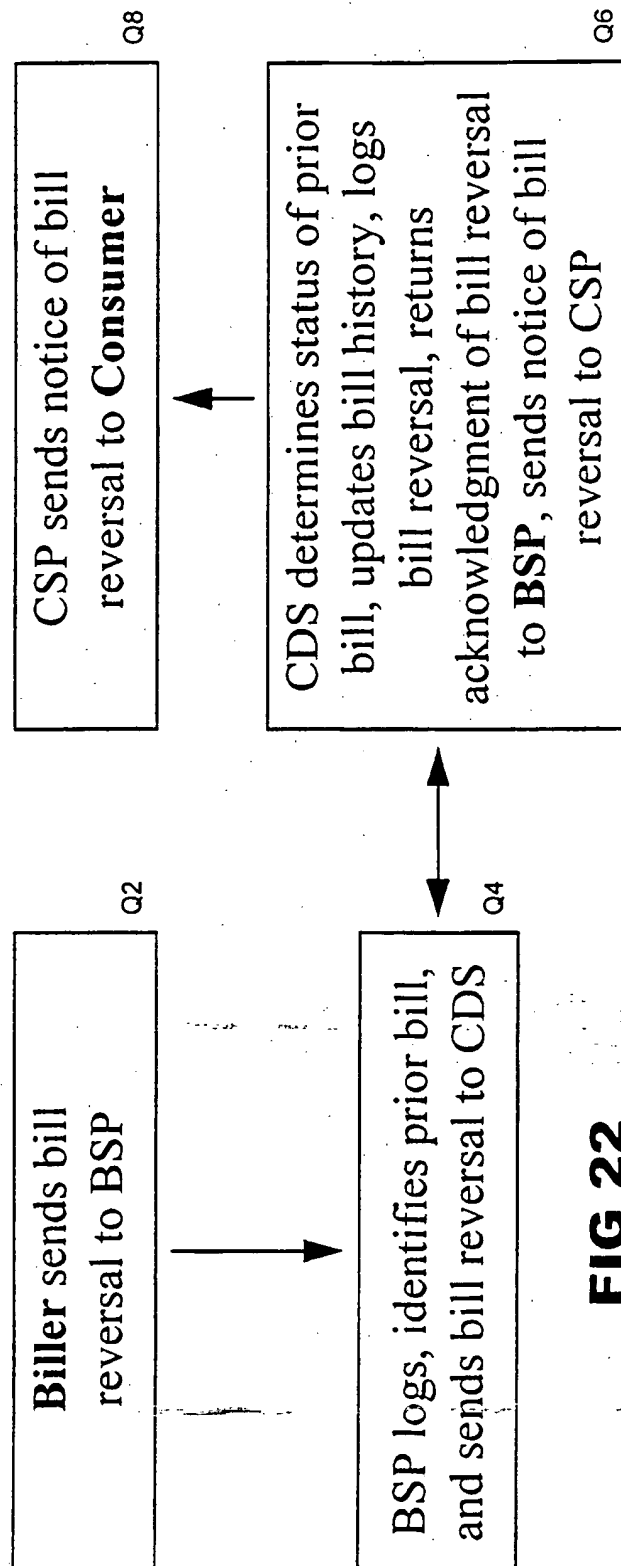 Biller sends bill
reversal to BSP
Q2
BSP logs, identifies prior bill,
and sends bill reversal to CDS
Q4
CDS determines status of prior
bill, updates bill history, logs
bill reversal, returns
acknowledgment of bill reversal
to BSP, sends notice of bill
reversal to CSP
Q6
CSP sends notice of bill
reversal to Consumer
Q8
FIG 22